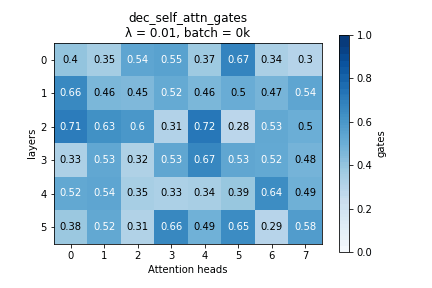 dec_self_attn_gates
λ = 0.01, batch = 0k
1.0
0 0.4 0.35 0.54 0.55 0.37 0.67 0.34 0.3
0.8
1 0.66 0.46 0.45 0.52 0.46 0.5 0.47 0.54
2 0.71 0.63 0.6 0.31 0.72 0.28 0.53 0.5
0.6
layers
gates
3 0.33 0.53 0.32 0.53 0.67 0.53 0.52 0.48
0.4
4 0.52 0.54 0.35 0.33 0.34 0.39 0.64 0.49
0.2
5 0.38 0.52 0.31 0.66 0.49 0.65 0.29 0.58
0.0
0 1 2 3 4 5 6 7
Attention heads